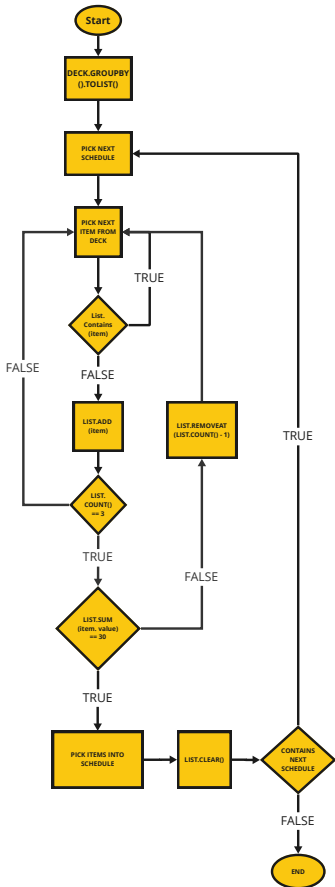 Start
DECK.GROUPBY
().TOLIST()
PICK NEXT
SCHEDULE
PICK NEXT
ITEM FROM
DECK
TRUE
List.
Contains
(item)
FALSE
FALSE
LIST.ADD
(item)
LIST.REMOVEAT
(LIST.COUNT() - 1)
TRUE
LIST.
COUNT()
== 3
TRUE
FALSE
LIST.SUM
(item. value)
== 30
TRUE
PICK ITEMS INTO
SCHEDULE
LIST.CLEAR()
CONTAINS
NEXT
SCHEDULE
FALSE
END